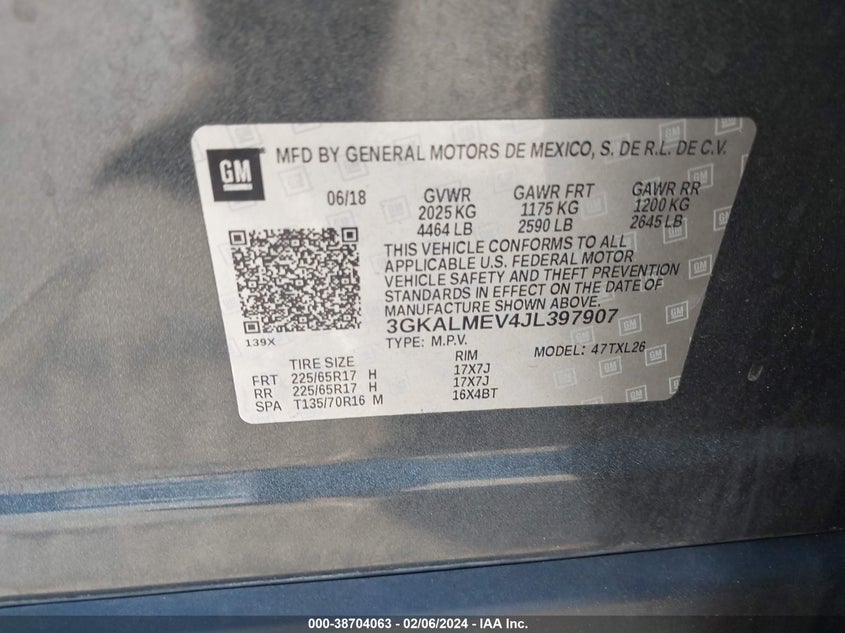 GM
MFD BY GENERAL MOTORS DE MEXICO, S. DE R.L. DE C.V.
06/18 GVWR GAWR FRT GAWR RR
2025 KG 1175 KG 1200 KG
4464 LB 2590 LB 2645 LB
THIS VEHICLE CONFORMS TO ALL
APPLICABLE U.S. FEDERAL MOTOR
VEHICLE SAFETY AND THEFT PREVENTION
STANDARDS IN EFFECT ON THE DATE OF
MANUFACTURE SHOWN ABOVE.
3GKALMEV4JL397907
139X
TYPE: M.P.V. MODEL: 47TXL26
TIRE SIZE RIM
FRT 225/65R17 H 17X7J
RR 225/65R17 H 17X7J
SPA T135/70R16 M 16X4BT
000-38704063 - 02/06/2024 - IAA Inc.